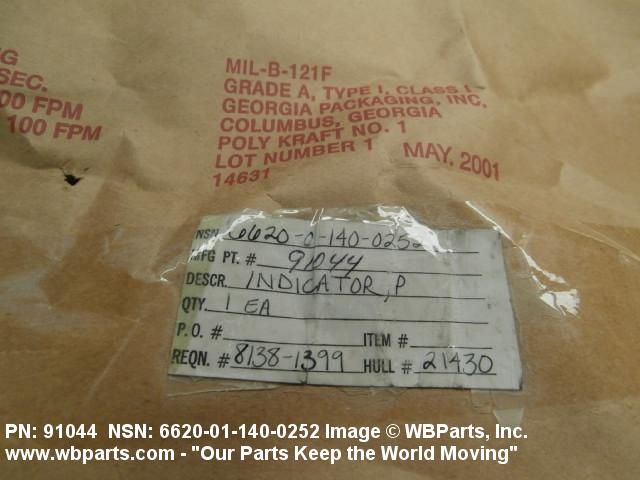 G
SEC.
00 FPM
100 FPM
MIL-B-121F
GRADE A, TYPE I, CLASS I
GEORGIA PACKAGING, INC.
COLUMBUS, GEORGIA
POLY KRAFT NO. 1
LOT NUMBER 1 MAY, 2001
14631
NSN 6620-0-140-0252
MFG PT. # 91044
DESCR. INDICATOR, P
QTY. 1 EA
P.O. # ITEM #
REQN. # 8138-1399 HULL # 21430
PN: 91044 NSN: 6620-01-140-0252 Image © WBParts, Inc.
www.wbparts.com - "Our Parts Keep the World Moving"